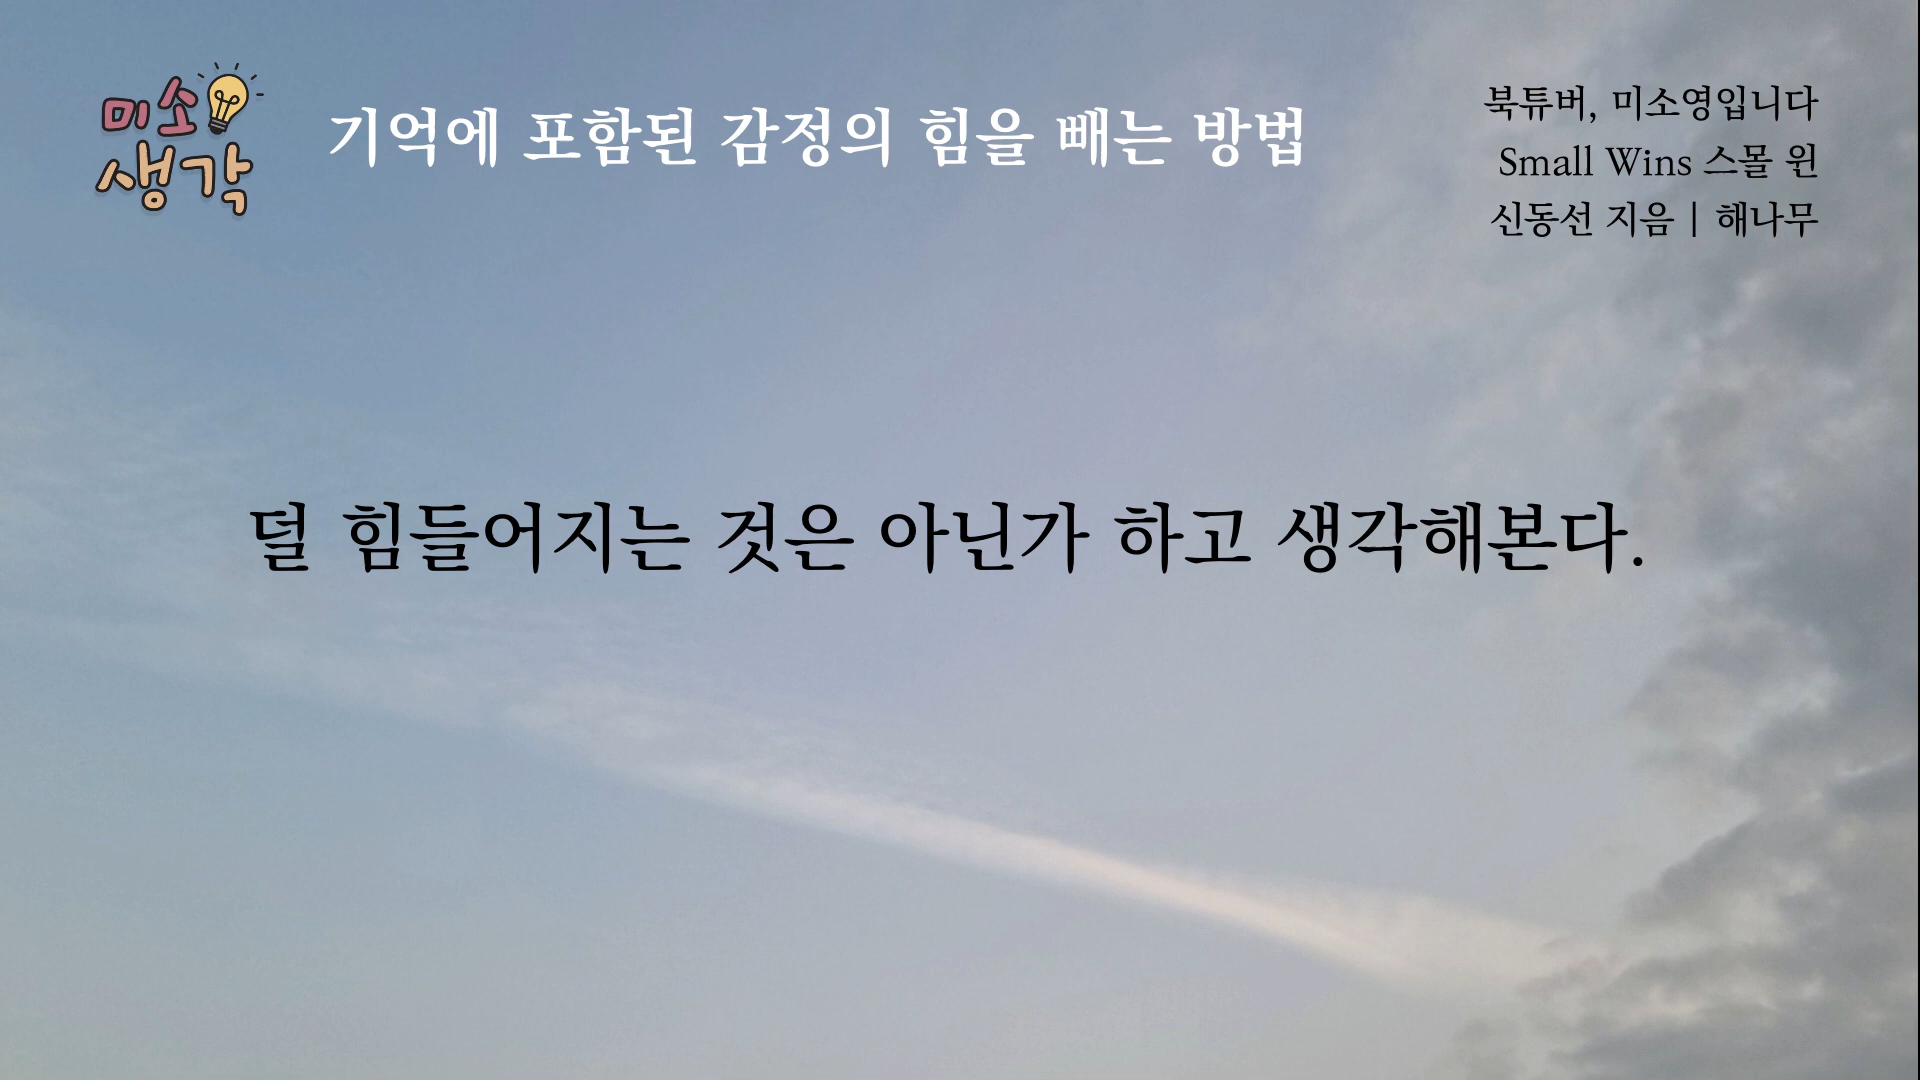 미소
생각
기억에 포함된 감정의 힘을 빼는 방법
북튜버, 미소영입니다
Small Wins 스몰 윈
신동선 지음 | 해나무
덜 힘들어지는 것은 아닌가 하고 생각해본다.